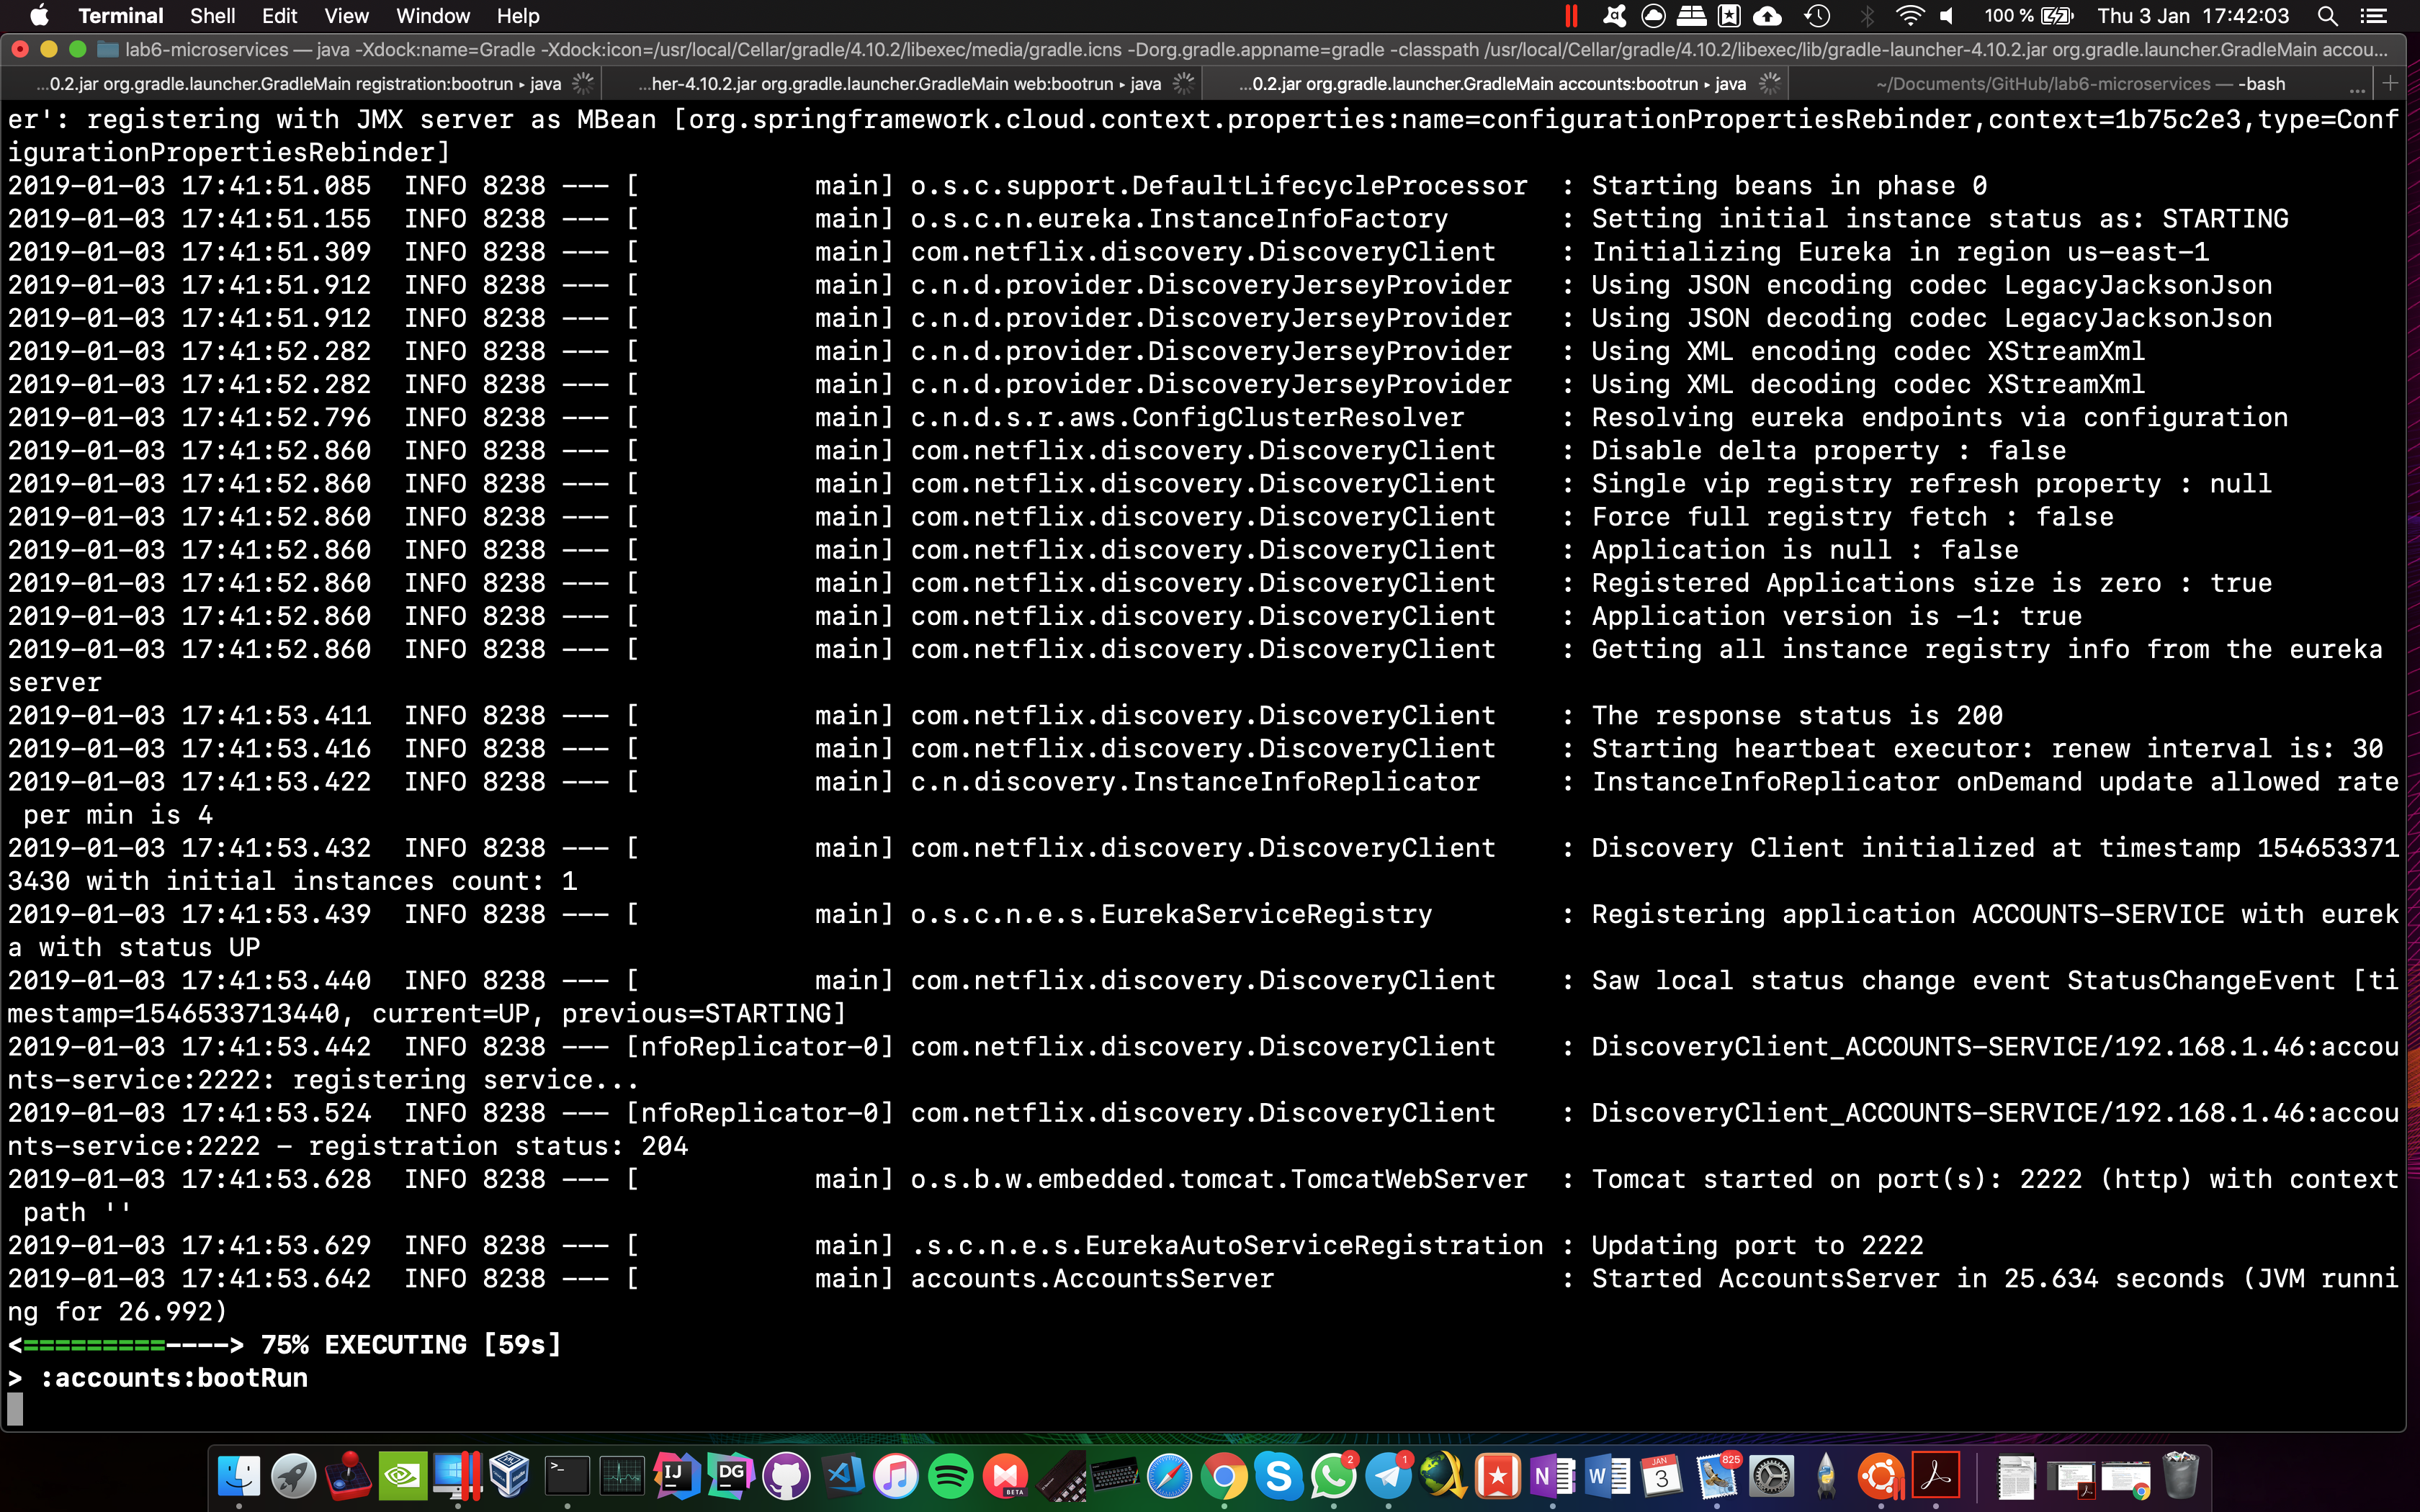 Terminal Shell Edit View Window Help 100 % Thu 3 Jan 17:42:03
lab6-microservices — java -Xdock:name=Gradle -Xdock:icon=/usr/local/Cellar/gradle/4.10.2/libexec/media/gradle.icns -Dorg.gradle.appname=gradle -classpath /usr/local/Cellar/gradle/4.10.2/libexec/lib/gradle-launcher-4.10.2.jar org.gradle.launcher.GradleMain accou...
...0.2.jar org.gradle.launcher.GradleMain registration:bootrun ▸ java ...her-4.10.2.jar org.gradle.launcher.GradleMain web:bootrun ▸ java ...0.2.jar org.gradle.launcher.GradleMain accounts:bootRun ▸ java ~/Documents/GitHub/lab6-microservices — -bash ... +
er': registering with JMX server as MBean [org.springframework.cloud.context.properties:name=configurationPropertiesRebinder,context=1b75c2e3,type=Conf
igurationPropertiesRebinder]
2019-01-03 17:41:51.085 INFO 8238 --- [ main] o.s.c.support.DefaultLifecycleProcessor : Starting beans in phase 0
2019-01-03 17:41:51.155 INFO 8238 --- [ main] o.s.c.n.eureka.InstanceInfoFactory : Setting initial instance status as: STARTING
2019-01-03 17:41:51.309 INFO 8238 --- [ main] com.netflix.discovery.DiscoveryClient : Initializing Eureka in region us-east-1
2019-01-03 17:41:51.912 INFO 8238 --- [ main] c.n.d.provider.DiscoveryJerseyProvider : Using JSON encoding codec LegacyJacksonJson
2019-01-03 17:41:51.912 INFO 8238 --- [ main] c.n.d.provider.DiscoveryJerseyProvider : Using JSON decoding codec LegacyJacksonJson
2019-01-03 17:41:52.282 INFO 8238 --- [ main] c.n.d.provider.DiscoveryJerseyProvider : Using XML encoding codec XStreamXml
2019-01-03 17:41:52.282 INFO 8238 --- [ main] c.n.d.provider.DiscoveryJerseyProvider : Using XML decoding codec XStreamXml
2019-01-03 17:41:52.796 INFO 8238 --- [ main] c.n.d.s.r.aws.ConfigClusterResolver : Resolving eureka endpoints via configuration
2019-01-03 17:41:52.860 INFO 8238 --- [ main] com.netflix.discovery.DiscoveryClient : Disable delta property : false
2019-01-03 17:41:52.860 INFO 8238 --- [ main] com.netflix.discovery.DiscoveryClient : Single vip registry refresh property : null
2019-01-03 17:41:52.860 INFO 8238 --- [ main] com.netflix.discovery.DiscoveryClient : Force full registry fetch : false
2019-01-03 17:41:52.860 INFO 8238 --- [ main] com.netflix.discovery.DiscoveryClient : Application is null : false
2019-01-03 17:41:52.860 INFO 8238 --- [ main] com.netflix.discovery.DiscoveryClient : Registered Applications size is zero : true
2019-01-03 17:41:52.860 INFO 8238 --- [ main] com.netflix.discovery.DiscoveryClient : Application version is -1: true
2019-01-03 17:41:52.860 INFO 8238 --- [ main] com.netflix.discovery.DiscoveryClient : Getting all instance registry info from the eureka
server
2019-01-03 17:41:53.411 INFO 8238 --- [ main] com.netflix.discovery.DiscoveryClient : The response status is 200
2019-01-03 17:41:53.416 INFO 8238 --- [ main] com.netflix.discovery.DiscoveryClient : Starting heartbeat executor: renew interval is: 30
2019-01-03 17:41:53.422 INFO 8238 --- [ main] c.n.discovery.InstanceInfoReplicator : InstanceInfoReplicator onDemand update allowed rate
per min is 4
2019-01-03 17:41:53.432 INFO 8238 --- [ main] com.netflix.discovery.DiscoveryClient : Discovery Client initialized at timestamp 154653371
3430 with initial instances count: 1
2019-01-03 17:41:53.439 INFO 8238 --- [ main] o.s.c.n.e.s.EurekaServiceRegistry : Registering application ACCOUNTS-SERVICE with eurek
a with status UP
2019-01-03 17:41:53.440 INFO 8238 --- [ main] com.netflix.discovery.DiscoveryClient : Saw local status change event StatusChangeEvent [ti
mestamp=1546533713440, current=UP, previous=STARTING]
2019-01-03 17:41:53.442 INFO 8238 --- [nfoReplicator-0] com.netflix.discovery.DiscoveryClient : DiscoveryClient_ACCOUNTS-SERVICE/192.168.1.46:accou
nts-service:2222: registering service...
2019-01-03 17:41:53.524 INFO 8238 --- [nfoReplicator-0] com.netflix.discovery.DiscoveryClient : DiscoveryClient_ACCOUNTS-SERVICE/192.168.1.46:accou
nts-service:2222 - registration status: 204
2019-01-03 17:41:53.628 INFO 8238 --- [ main] o.s.b.w.embedded.tomcat.TomcatWebServer : Tomcat started on port(s): 2222 (http) with context
path ''
2019-01-03 17:41:53.629 INFO 8238 --- [ main] .s.c.n.e.s.EurekaAutoServiceRegistration : Updating port to 2222
2019-01-03 17:41:53.642 INFO 8238 --- [ main] accounts.AccountsServer : Started AccountsServer in 25.634 seconds (JVM runni
ng for 26.992)
<=========----> 75% EXECUTING [59s]
> :accounts:bootRun
>_ IJ DG BETA S 2 1 N W JAN 3 825